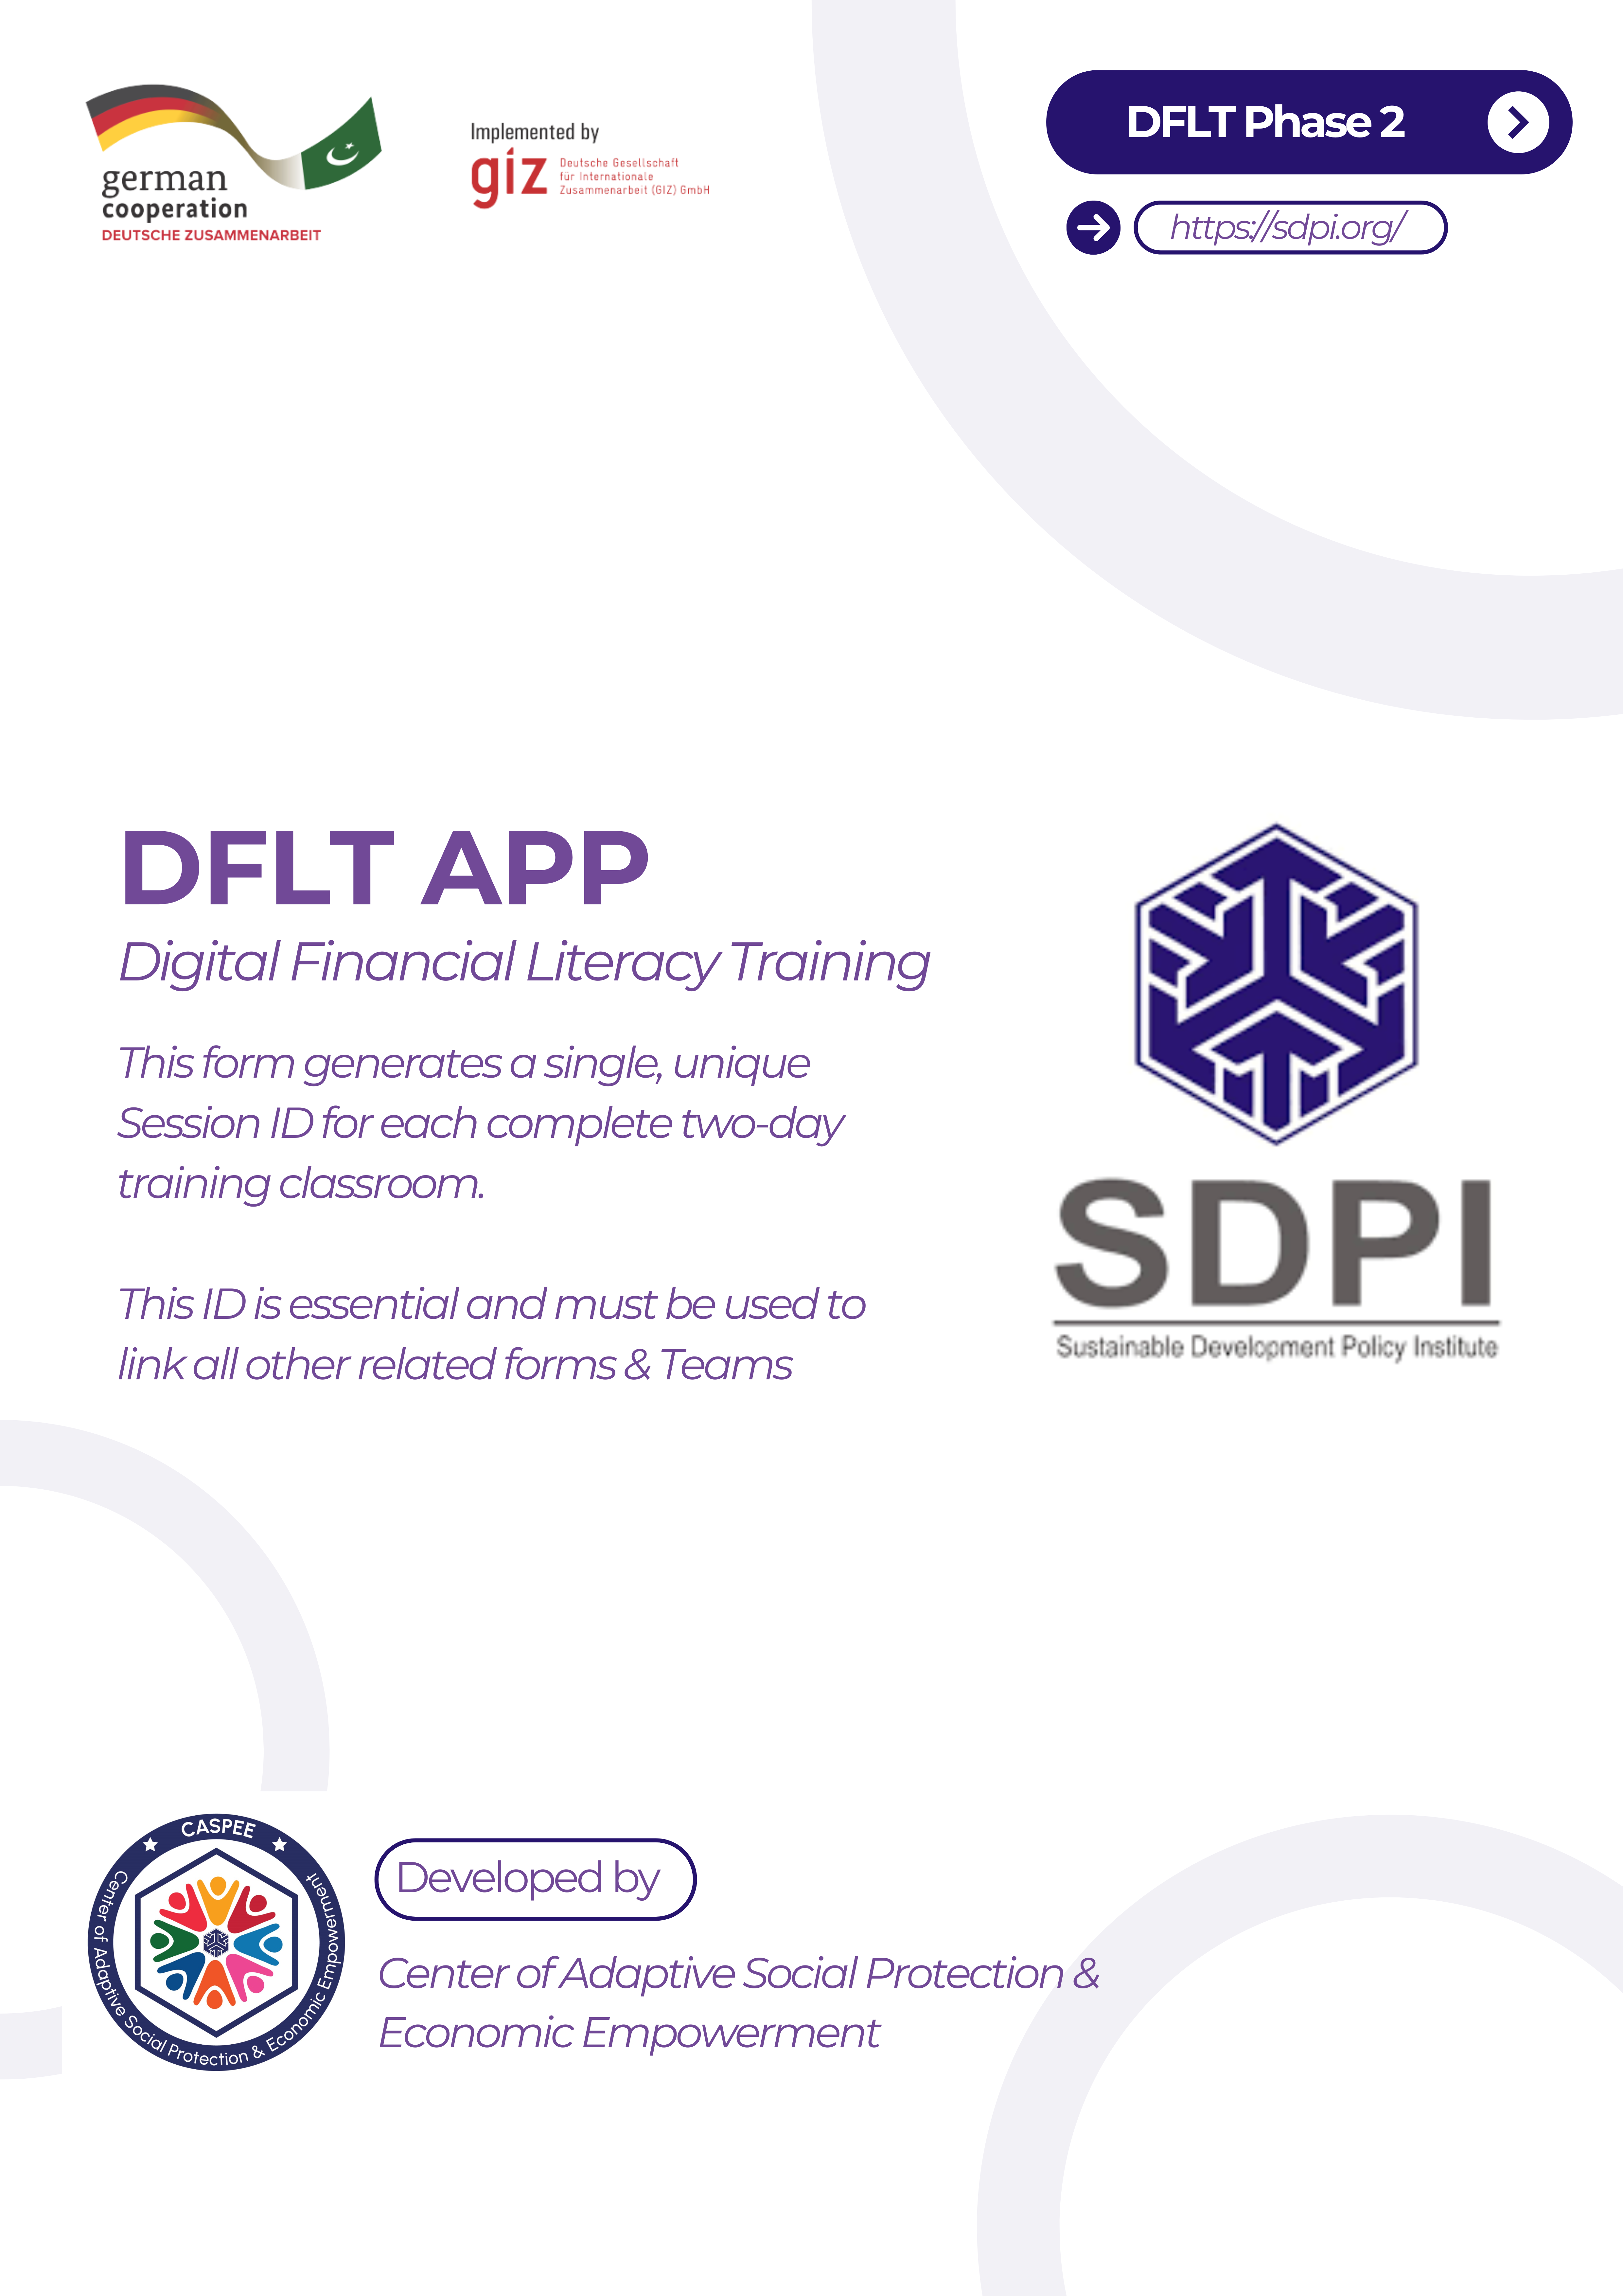 german
cooperation
DEUTSCHE ZUSAMMENARBEIT
Implemented by
giz
Deutsche Gesellschaft
für Internationale
Zusammenarbeit (GIZ) GmbH
DFLT Phase 2
https://sdpi.org/
DFLT APP
Digital Financial Literacy Training
This form generates a single, unique
Session ID for each complete two-day
training classroom.
This ID is essential and must be used to
link all other related forms & Teams
SDPI
Sustainable Development Policy Institute
CASPEE
Center of Adaptive Social Protection & Economic Empowerment
Developed by
Center of Adaptive Social Protection &
Economic Empowerment